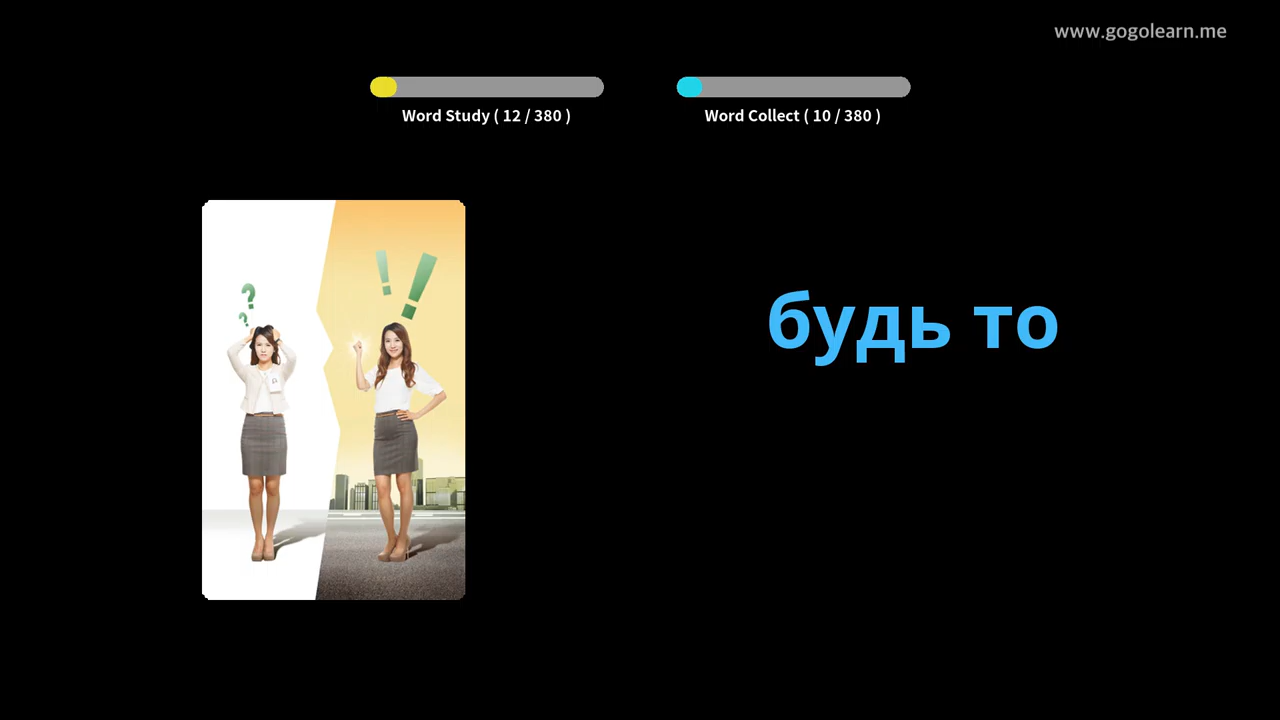 www.gogolearn.me
Word Study ( 12 / 380 )
Word Collect ( 10 / 380 )
? ?
! !
будь то